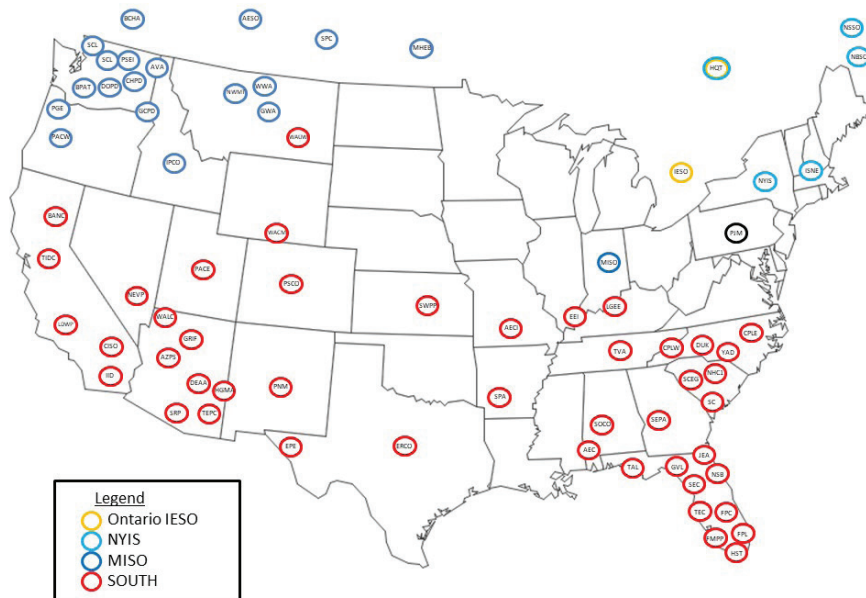 BCHA
AESO
SPC
MHEB
NSSO
NBSO
HQT
SCL
SCL
PSEI
AVA
BPAT
DOPD
CHPD
PGE
GCPD
PACW
IPCO
NWMT
WWA
GWA
WAUW
IESO
NYIS
ISNE
PJM
MISO
BANC
TIDC
WACM
PACE
PSCO
NEVP
WALC
SWPP
AECI
EEI
LGEE
LDWP
CISO
IID
GRIF
AZPS
DEAA
HGMA
SRP
TEPC
PNM
EPE
ERCO
SPA
TVA
CPLW
DUK
YAD
CPLE
SCEG
NHC1
SC
SOCO
SEPA
AEC
TAL
GVL
JEA
NSB
SEC
TEC
FPC
FMPP
FPL
HST
Legend
Ontario IESO
NYIS
MISO
SOUTH